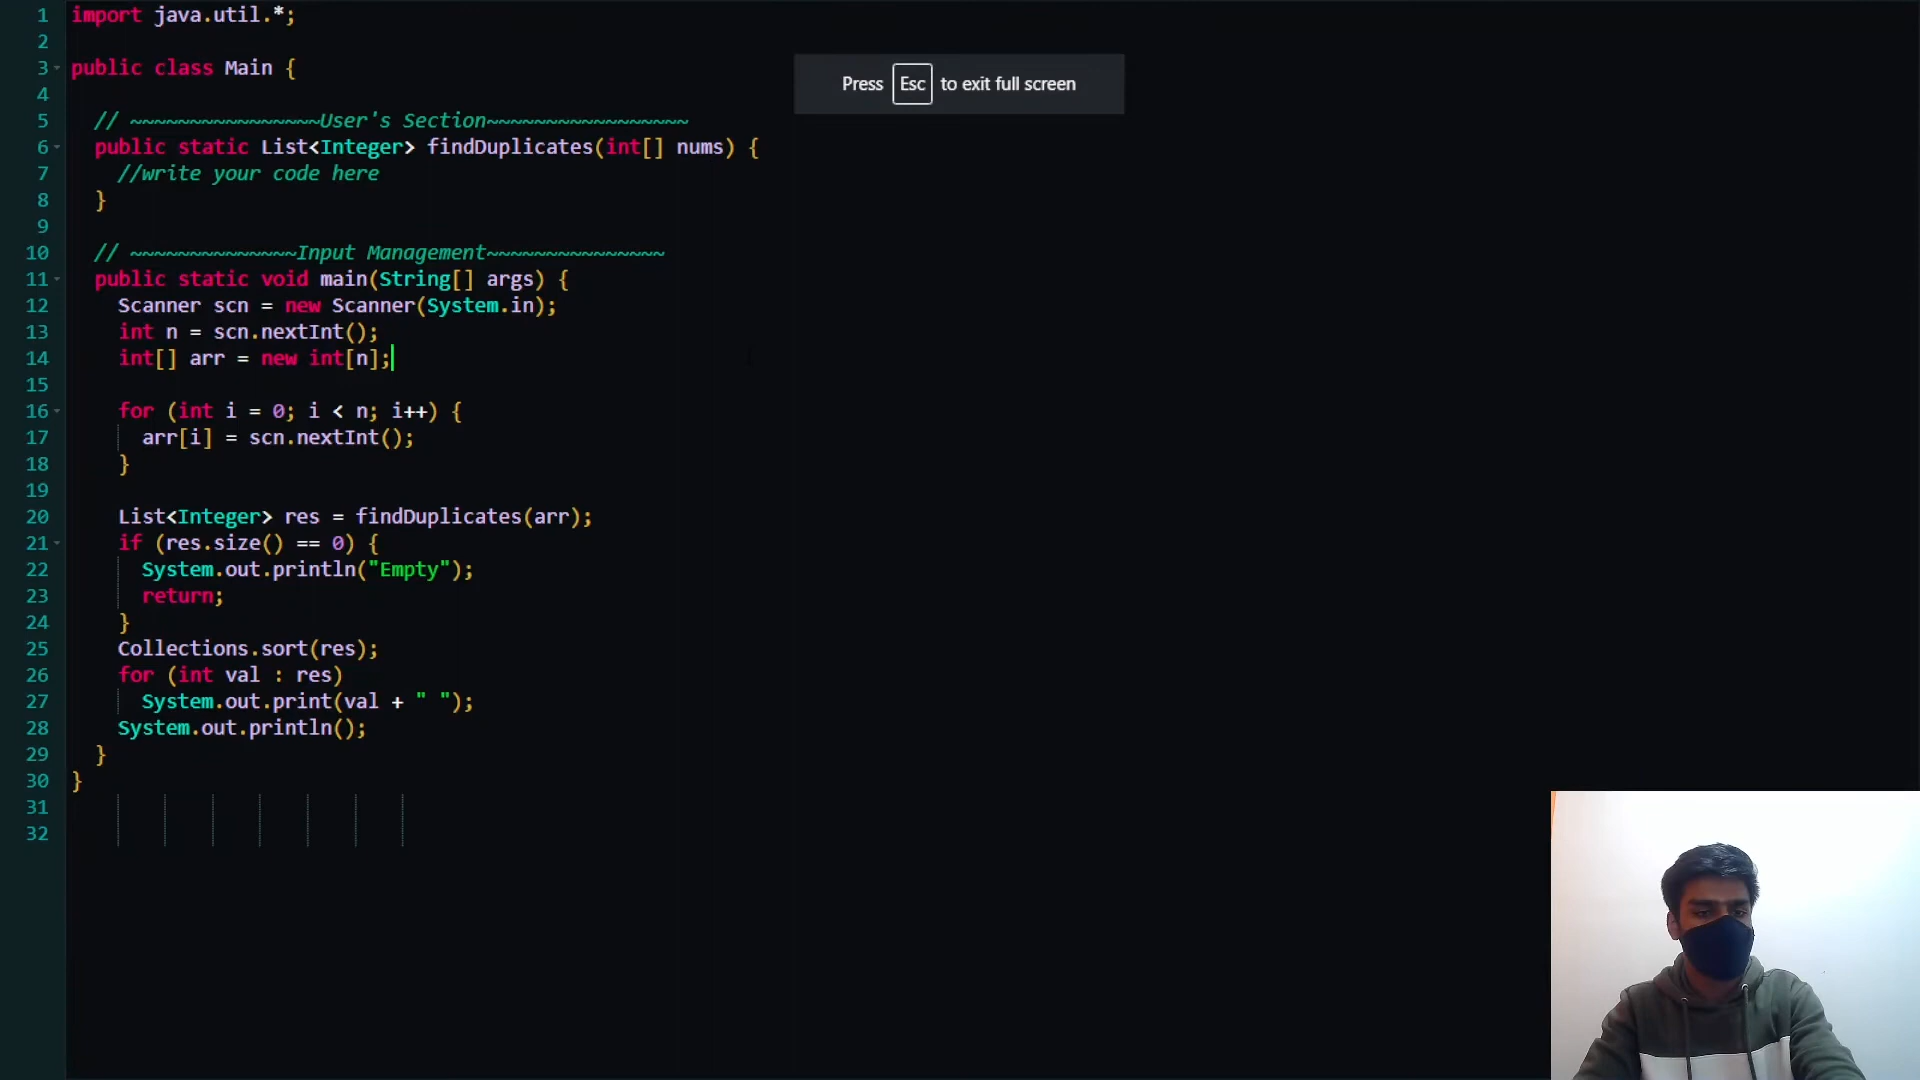 1 import java.util.*;
2
3 public class Main {
4
5 // ~~~~~~~~~~~~~~~~User's Section~~~~~~~~~~~~~~~~~
6 public static List<Integer> findDuplicates(int[] nums) {
7 //write your code here
8 }
9
10 // ~~~~~~~~~~~~~~Input Management~~~~~~~~~~~~~~~
11 public static void main(String[] args) {
12 Scanner scn = new Scanner(System.in);
13 int n = scn.nextInt();
14 int[] arr = new int[n];
15
16 for (int i = 0; i < n; i++) {
17 arr[i] = scn.nextInt();
18 }
19
20 List<Integer> res = findDuplicates(arr);
21 if (res.size() == 0) {
22 System.out.println("Empty");
23 return;
24 }
25 Collections.sort(res);
26 for (int val : res)
27 System.out.print(val + " ");
28 System.out.println();
29 }
30 }
31
32
Press Esc to exit full screen